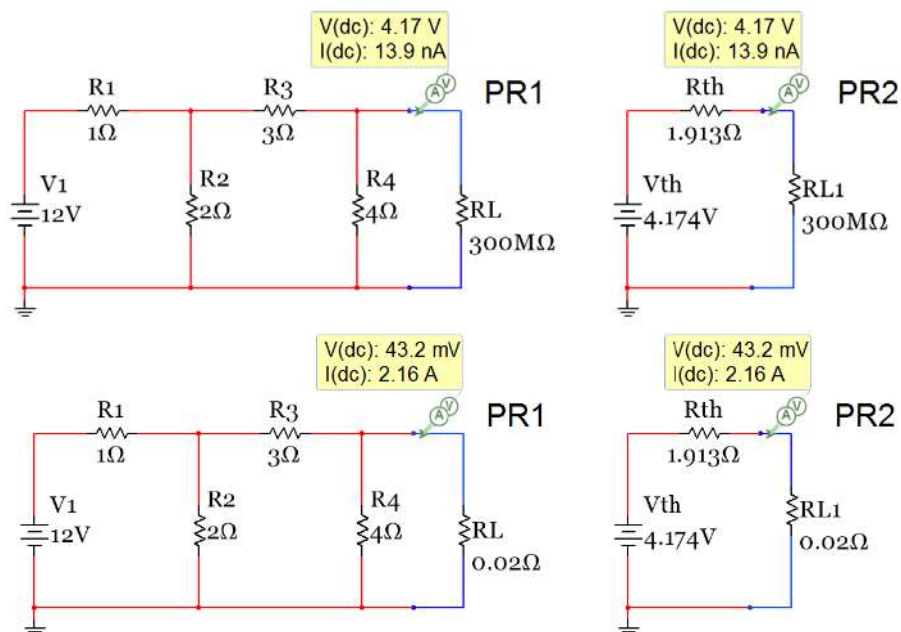 V(dc): 4.17 V
I(dc): 13.9 nA
PR1
R1
1Ω
R3
3Ω
V1
12V
R2
2Ω
R4
4Ω
RL
300MΩ
V(dc): 4.17 V
I(dc): 13.9 nA
PR2
Rth
1.913Ω
Vth
4.174V
RL1
300MΩ
A V
A V
V(dc): 43.2 mV
I(dc): 2.16 A
PR1
R1
1Ω
R3
3Ω
V1
12V
R2
2Ω
R4
4Ω
RL
0.02Ω
V(dc): 43.2 mV
I(dc): 2.16 A
PR2
Rth
1.913Ω
Vth
4.174V
RL1
0.02Ω
A V
A V